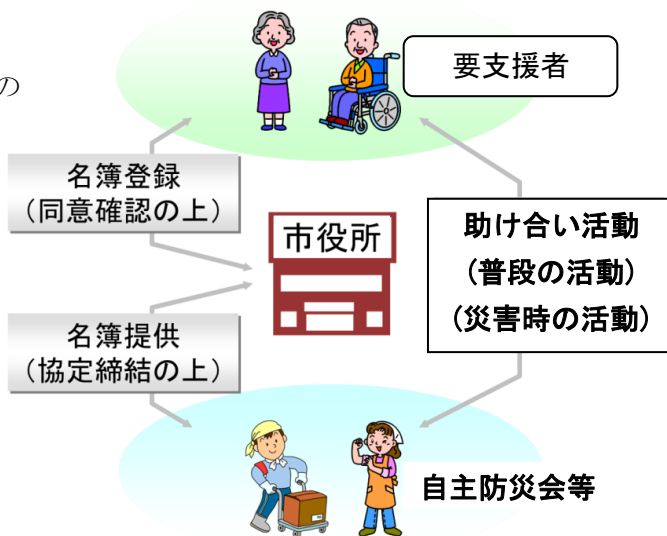 の
要支援者
名簿登録
（同意確認の上）
市役所
助け合い活動
（普段の活動）
（災害時の活動）
名簿提供
（協定締結の上）
自主防災会等